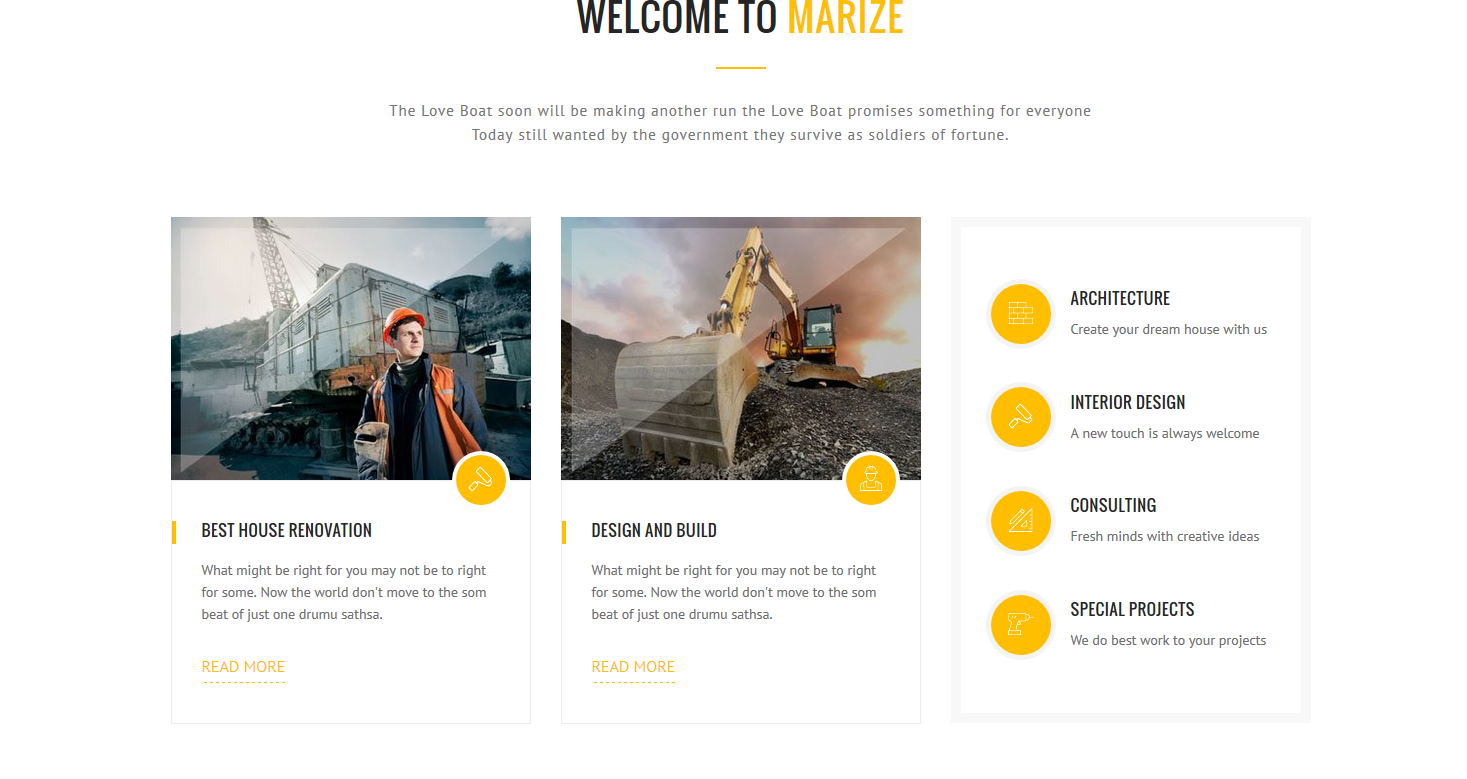 WELCOME TO MARIZE
The Love Boat soon will be making another run the Love Boat promises something for everyone
Today still wanted by the government they survive as soldiers of fortune.
BEST HOUSE RENOVATION
What might be right for you may not be to right
for some. Now the world don't move to the som
beat of just one drumu sathsa.
READ MORE
DESIGN AND BUILD
What might be right for you may not be to right
for some. Now the world don't move to the som
beat of just one drumu sathsa.
READ MORE
ARCHITECTURE
Create your dream house with us
INTERIOR DESIGN
A new touch is always welcome
CONSULTING
Fresh minds with creative ideas
SPECIAL PROJECTS
We do best work to your projects